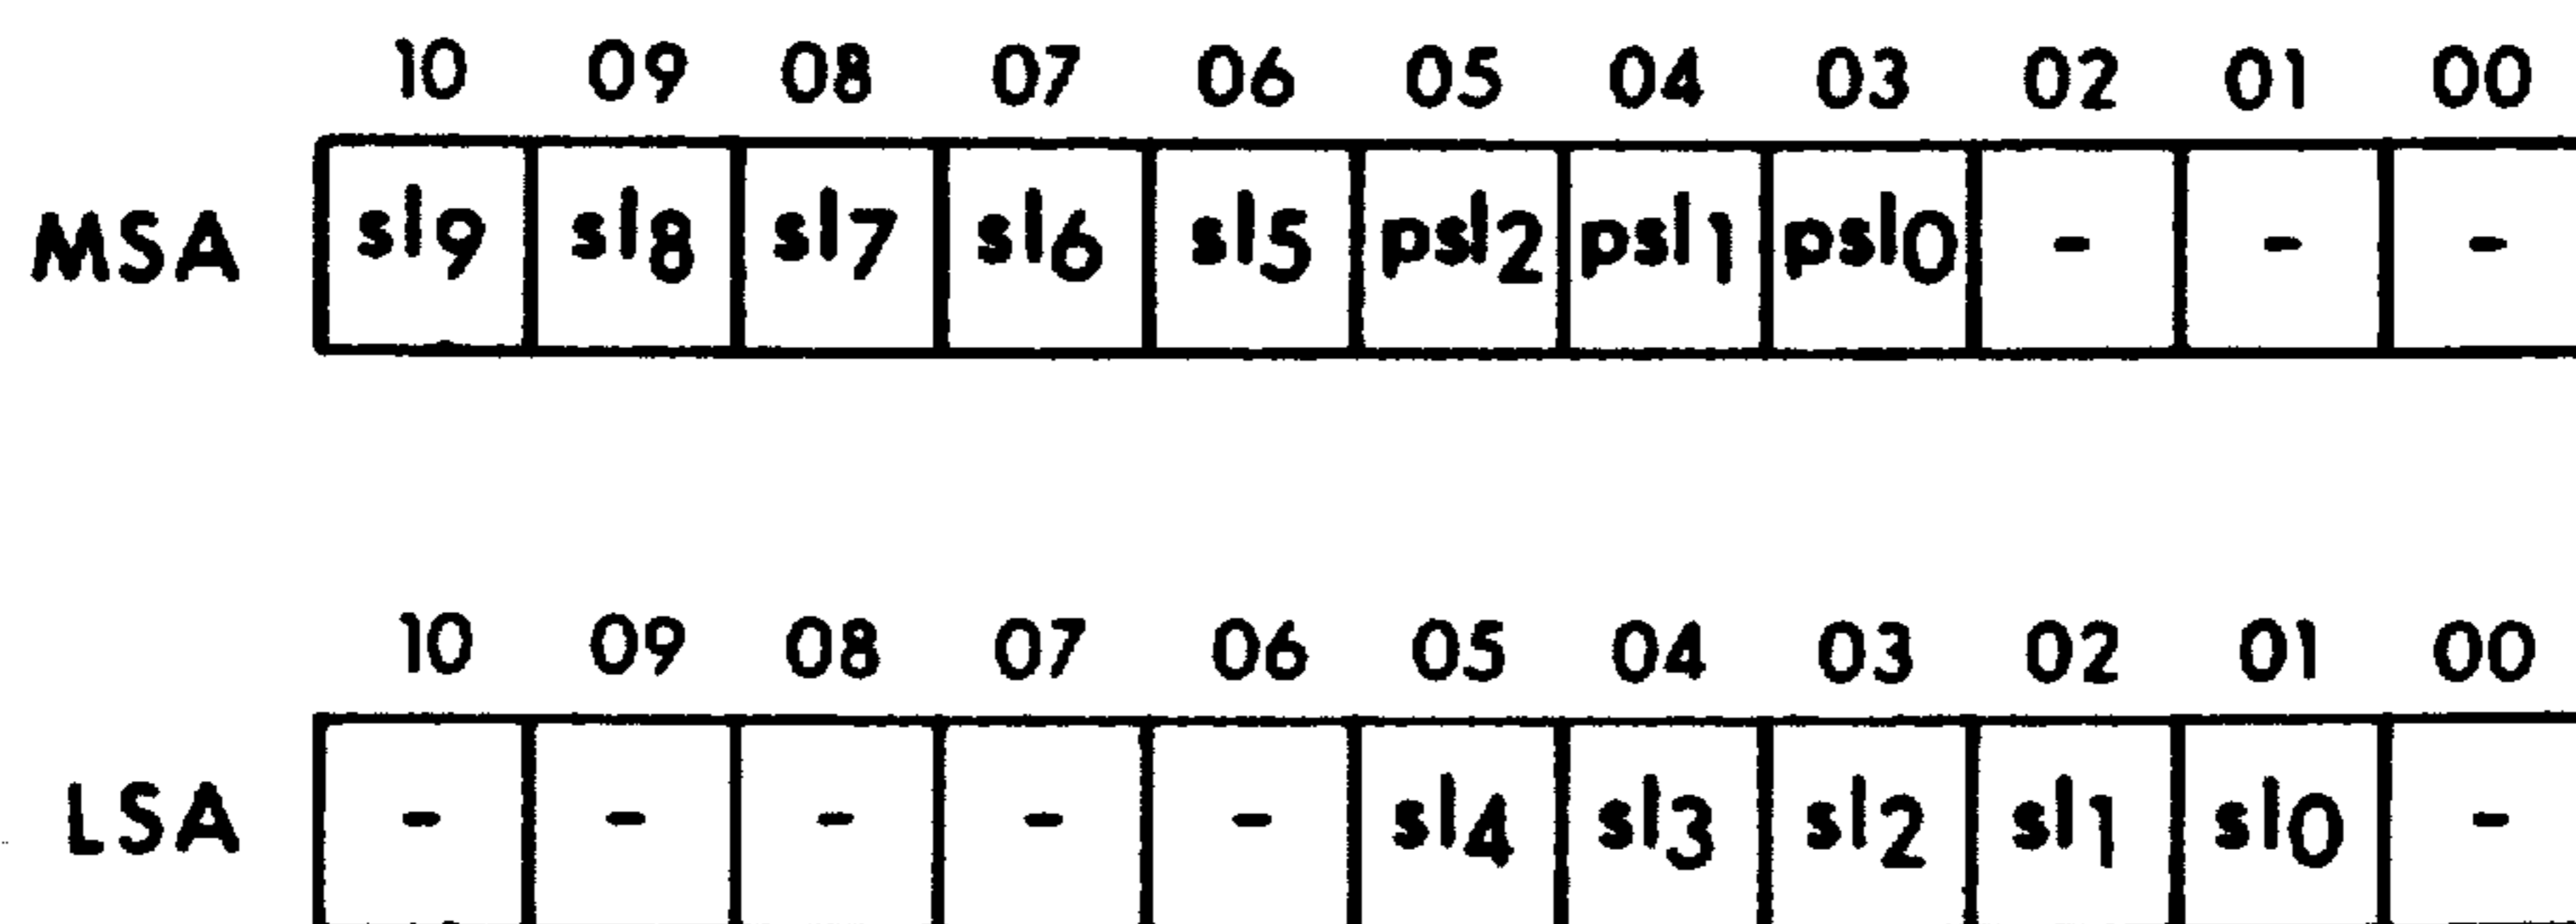 10 09 08 07 06 05 04 03 02 01 00
MSA sl9 sl8 sl7 sl6 sl5 psl2 psl1 psl0 - - -
10 09 08 07 06 05 04 03 02 01 00
LSA - - - - - sl4 sl3 sl2 sl1 sl0 -